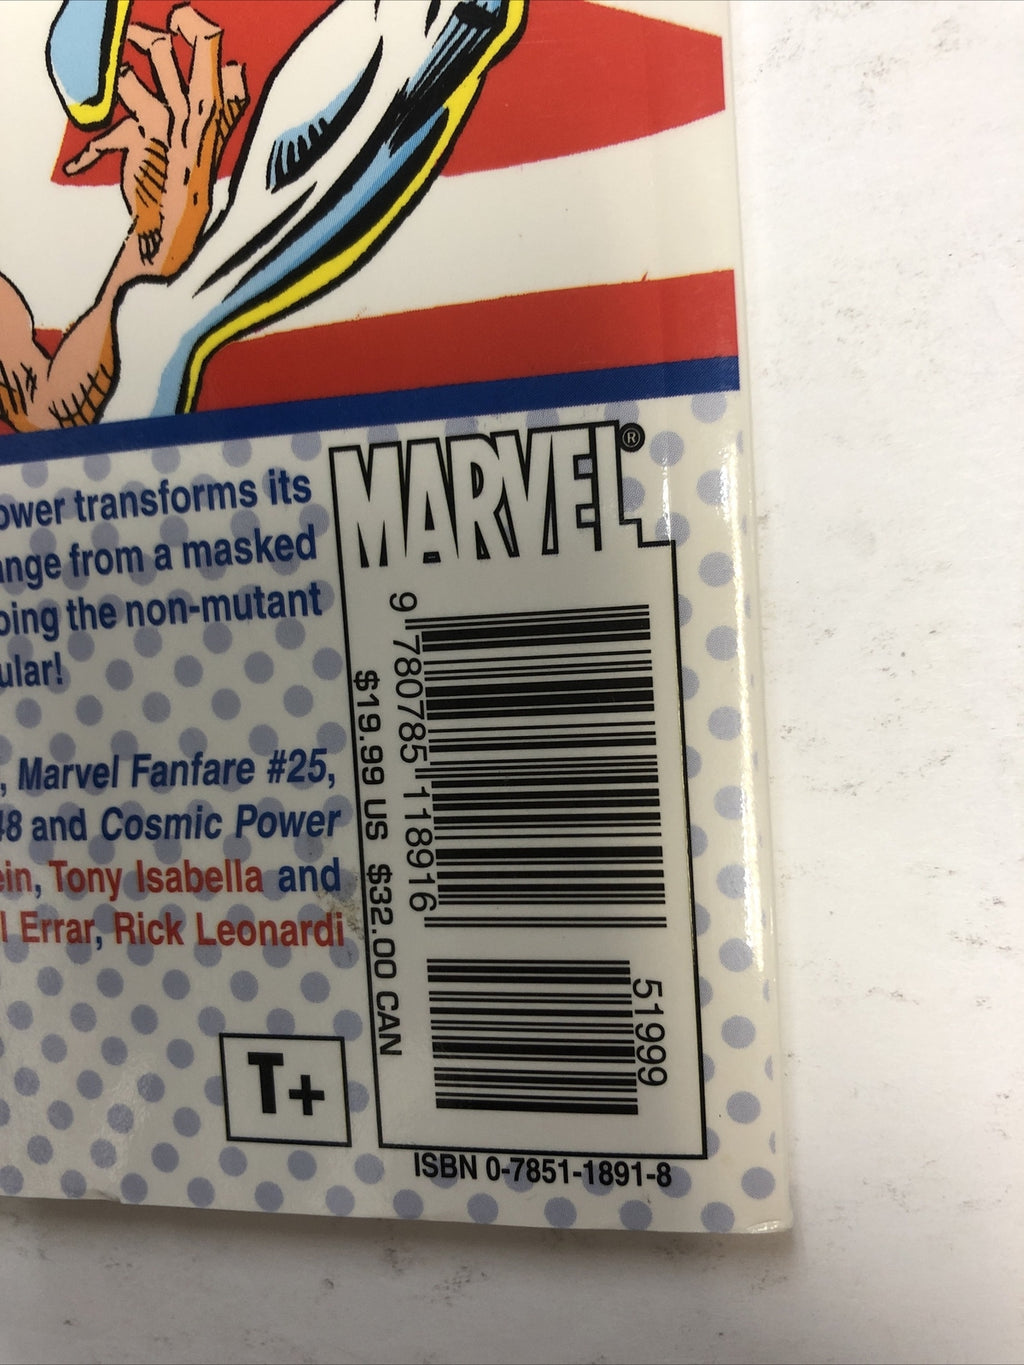 MARVEL®
ower transforms its
ange from a masked
oing the non-mutant
ular!
, Marvel Fanfare #25,
48 and Cosmic Power
ein, Tony Isabella and
l Errar, Rick Leonardi
T+
$19.99 US $32.00 CAN
9 780785 118916
51999
ISBN 0-7851-1891-8